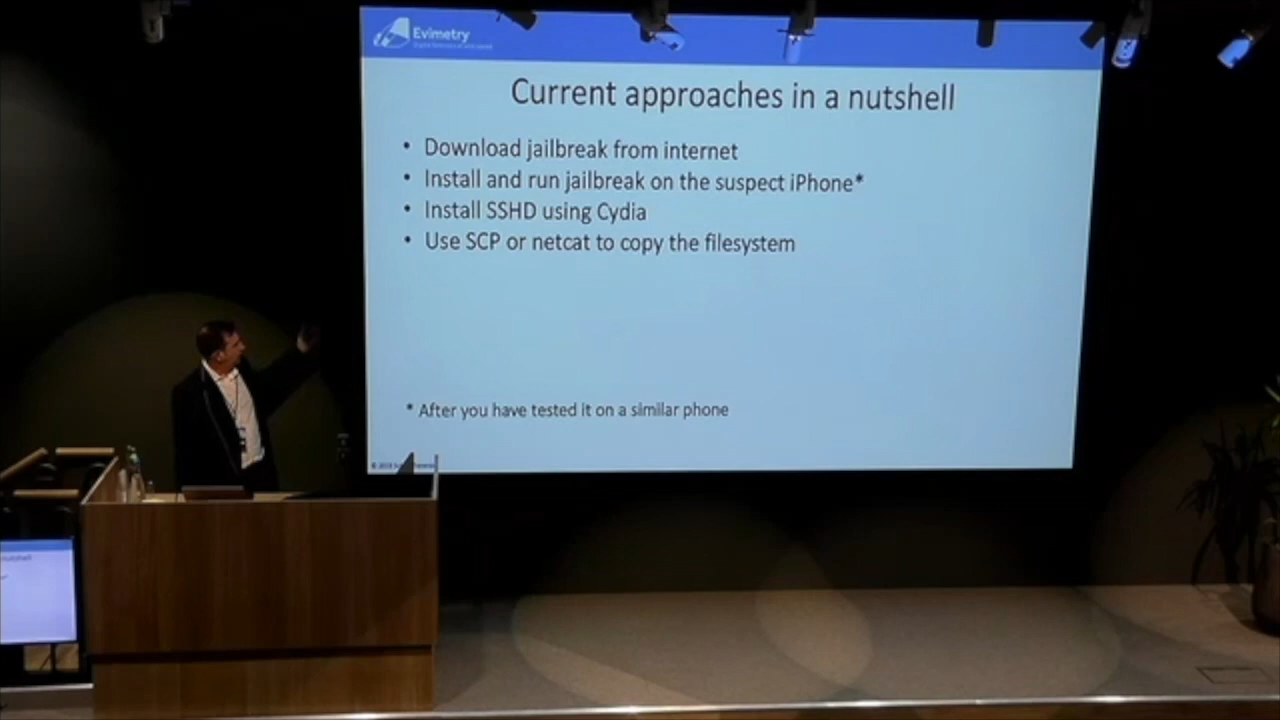 Evimetry
Current approaches in a nutshell
• Download jailbreak from internet
• Install and run jailbreak on the suspect iPhone*
• Install SSHD using Cydia
• Use SCP or netcat to copy the filesystem
* After you have tested it on a similar phone
nutshell